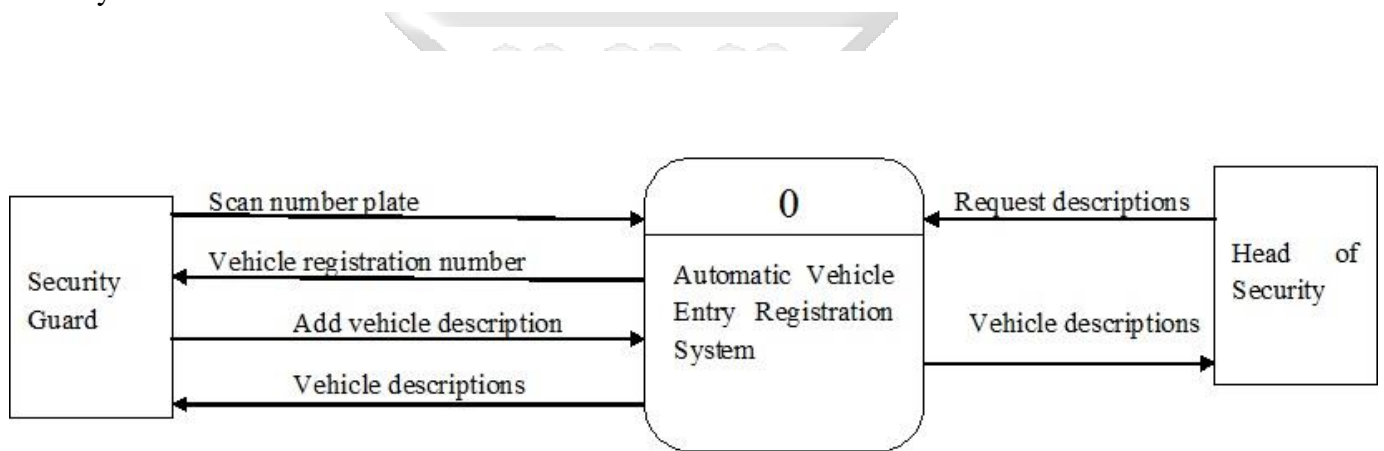 Scan number plate
Vehicle registration number
Security
Guard
Add vehicle description
Vehicle descriptions
0
Automatic Vehicle
Entry Registration
System
Request descriptions
Head of
Security
Vehicle descriptions